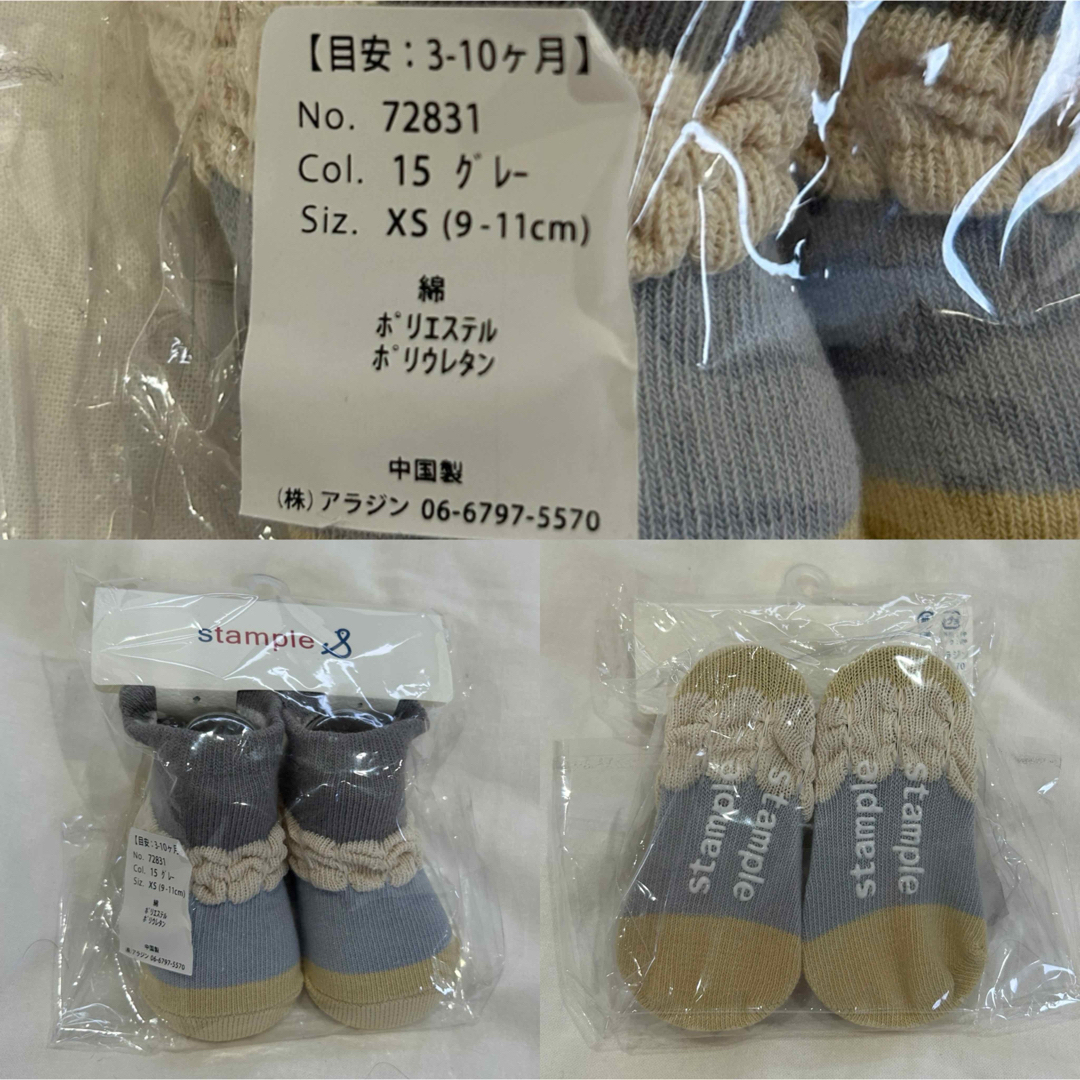 【目安：3-10ヶ月】
No. 72831
Col. 15 ｸﾞﾚｰ
Siz. XS (9-11cm)
綿
ﾎﾟﾘｴｽﾃﾙ
ﾎﾟﾘｳﾚﾀﾝ
中国製
(株) アラジン 06-6797-5570
stample
【目安：3-10ヶ月
No. 72831
Col. 15 ｸﾞﾚｰ
Siz. XS (9-11cm)
綿
ﾎﾟﾘｴｽﾃﾙ
ﾎﾟﾘｳﾚﾀﾝ
中国製
(株) アラジン 06-6797-5570
stample
stample
stample
stample